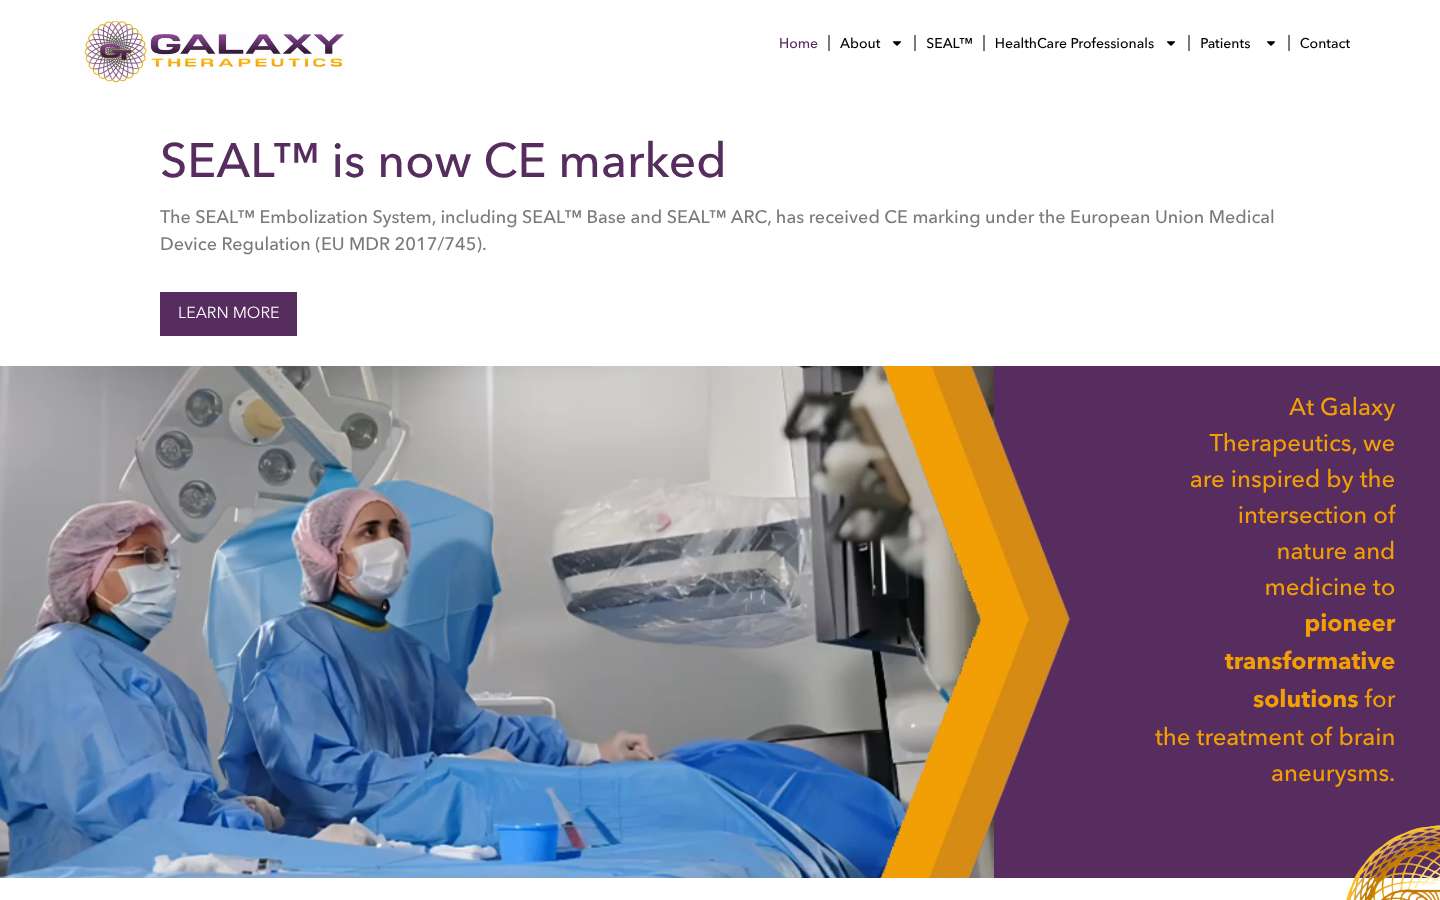 GALAXY
THERAPEUTICS
Home
About
SEAL™
HealthCare Professionals
Patients
Contact
SEAL™ is now CE marked
The SEAL™ Embolization System, including SEAL™ Base and SEAL™ ARC, has received CE marking under the European Union Medical
Device Regulation (EU MDR 2017/745).
LEARN MORE
At Galaxy
Therapeutics, we
are inspired by the
intersection of
nature and
medicine to
pioneer
transformative
solutions for
the treatment of brain
aneurysms.